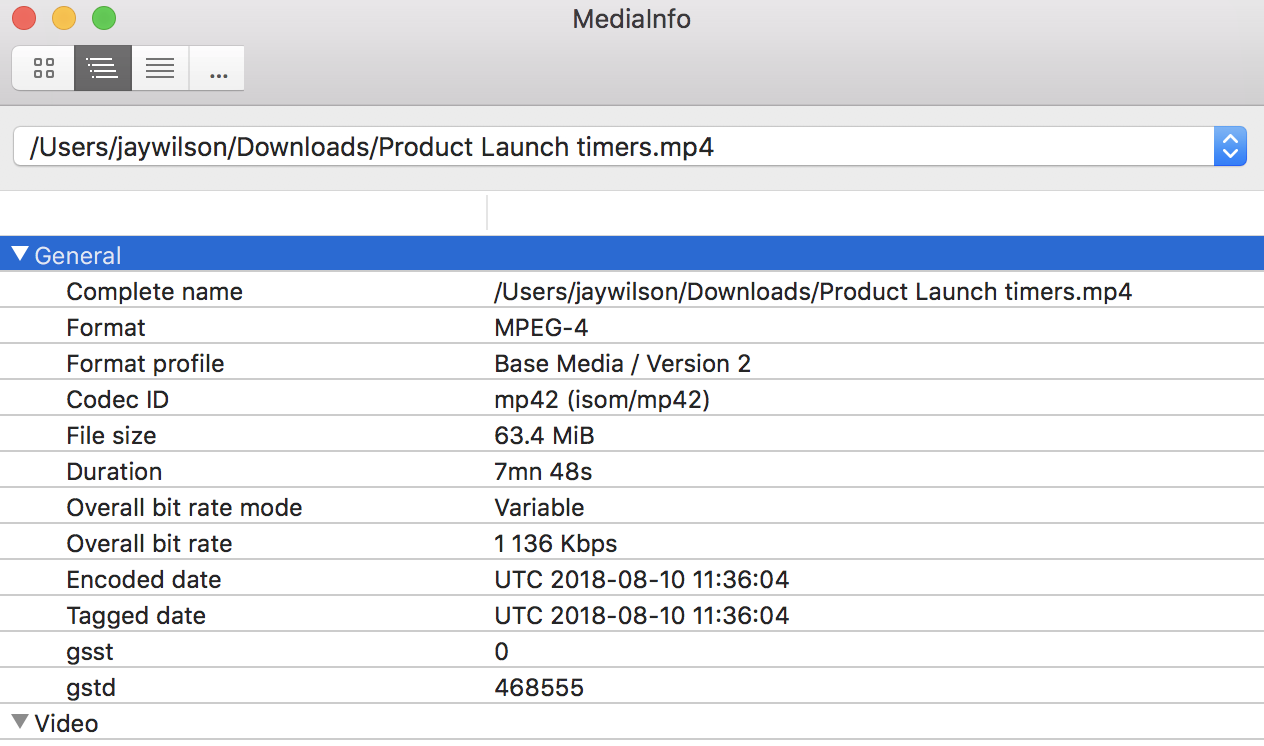 MediaInfo
...
/Users/jaywilson/Downloads/Product Launch timers.mp4
General
Complete name /Users/jaywilson/Downloads/Product Launch timers.mp4
Format MPEG-4
Format profile Base Media / Version 2
Codec ID mp42 (isom/mp42)
File size 63.4 MiB
Duration 7mn 48s
Overall bit rate mode Variable
Overall bit rate 1 136 Kbps
Encoded date UTC 2018-08-10 11:36:04
Tagged date UTC 2018-08-10 11:36:04
gsst 0
gstd 468555
Video